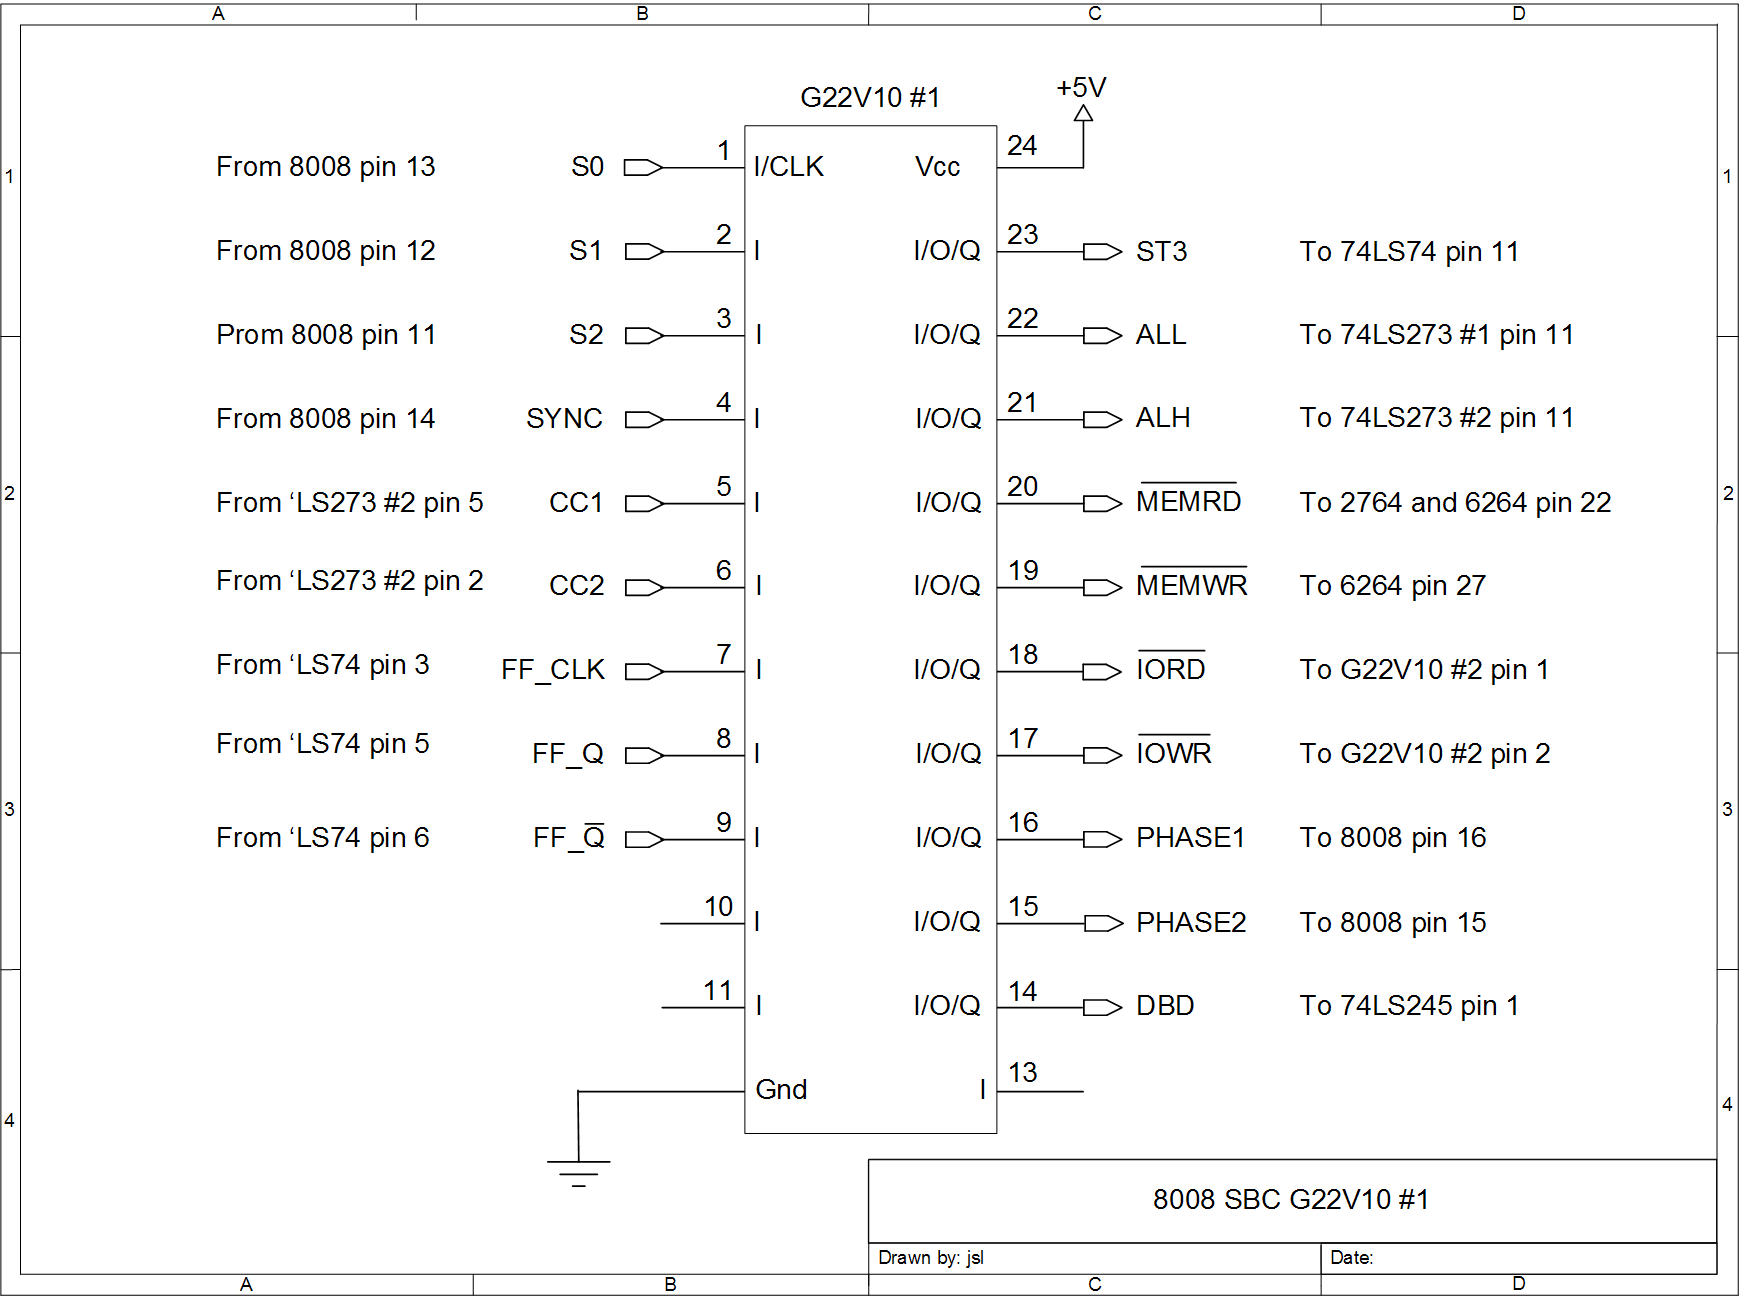 A B C D
+5V
G22V10 #1
24
1
From 8008 pin 13 S0 I/CLK Vcc
1 1
2 23
From 8008 pin 12 S1 I I/O/Q ST3 To 74LS74 pin 11
3 22
Prom 8008 pin 11 S2 I I/O/Q ALL To 74LS273 #1 pin 11
4 21
From 8008 pin 14 SYNC I I/O/Q ALH To 74LS273 #2 pin 11
5 20
2 2
From ‘LS273 #2 pin 5 CC1 I I/O/Q MEMRD To 2764 and 6264 pin 22
6 19
From ‘LS273 #2 pin 2 CC2 I I/O/Q MEMWR To 6264 pin 27
7 18
From ‘LS74 pin 3 FF_CLK I I/O/Q IORD To G22V10 #2 pin 1
8 17
From ‘LS74 pin 5 FF_Q I I/O/Q IOWR To G22V10 #2 pin 2
3 3
9 16
From ‘LS74 pin 6 FF_Q̅ I I/O/Q PHASE1 To 8008 pin 16
10 15
I I/O/Q PHASE2 To 8008 pin 15
11 14
I I/O/Q DBD To 74LS245 pin 1
13
Gnd I
4 4
8008 SBC G22V10 #1
Drawn by: jsl Date:
A B C D